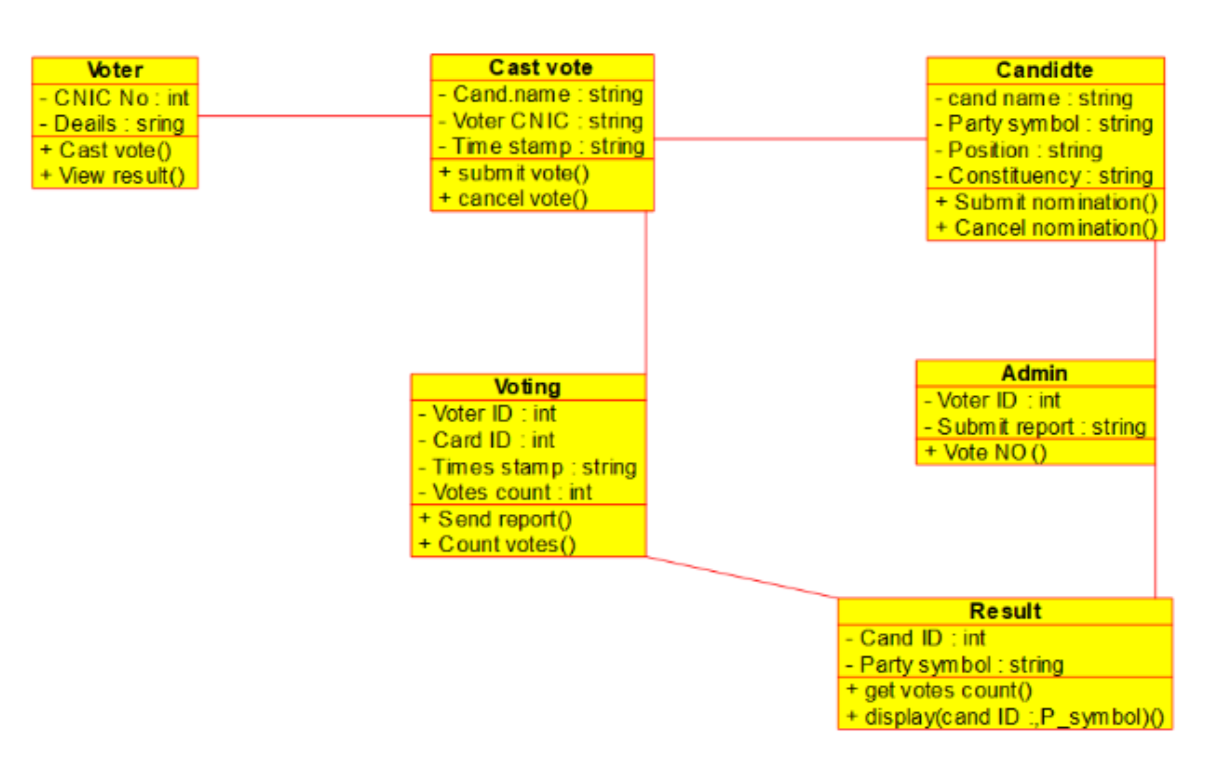 Voter
- CNIC No : int
- Deails : sring
+ Cast vote()
+ View result()
Cast vote
- Cand.name : string
- Voter CNIC : string
- Time stamp : string
+ submit vote()
+ cancel vote()
Candidte
- cand name : string
- Party symbol : string
- Position : string
- Constituency : string
+ Submit nomination()
+ Cancel nomination()
Voting
- Voter ID : int
- Card ID : int
- Times stamp : string
- Votes count : int
+ Send report()
+ Count votes()
Admin
- Voter ID : int
- Submit report : string
+ Vote NO ()
Result
- Cand ID : int
- Party symbol : string
+ get votes count()
+ display(cand ID :,P_symbol)()